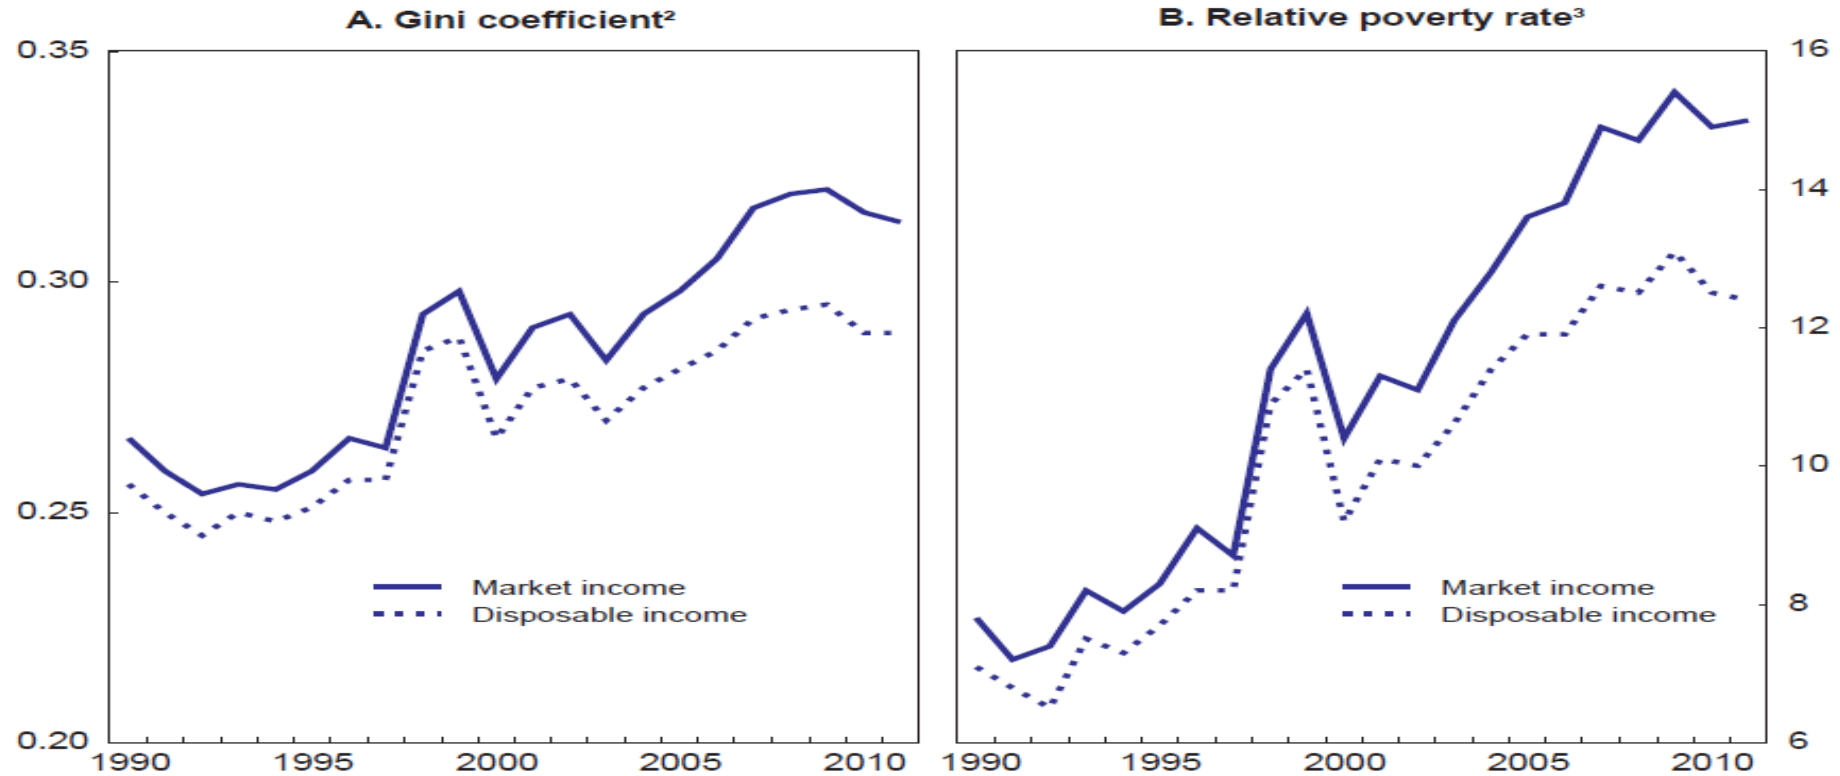 A. Gini coefficient²
0.35
0.30
0.25
0.20
Market income
Disposable income
1990 1995 2000 2005 2010
B. Relative poverty rate³
16
14
12
10
8
6
Market income
Disposable income
1990 1995 2000 2005 2010